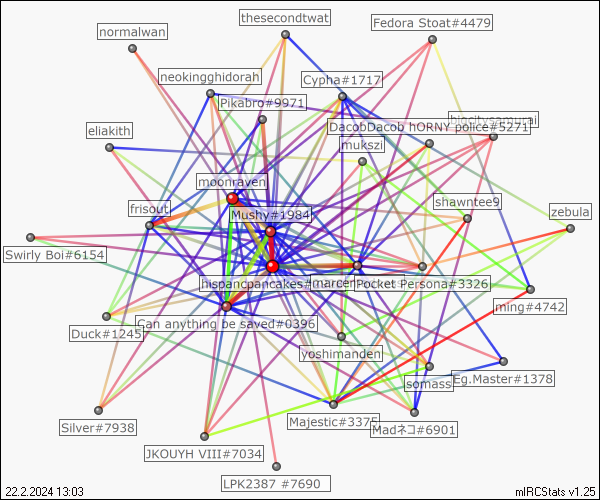 thesecondtwat
Fedora Stoat#4479
normalwan
neokingghidorah
Cypha#1717
Pikabro#9971
biocitysamurai
DacobDacob hORNY police#5271
eliakith
mukszi
moonraven
shawntee9
frisout
Mushy#1984
zebula
Swirly Boi#6154
hispancpancakes#
marcen
Pocket Persona#3326
ming#4742
Duck#1245
Can anything be saved#0396
yoshimanden
somass
Eg.Master#1378
Silver#7938
Majestic#3375
Madネコ#6901
JKOUYH VIII#7034
LPK2387 #7690
22.2.2024 13:03
mIRCStats v1.25